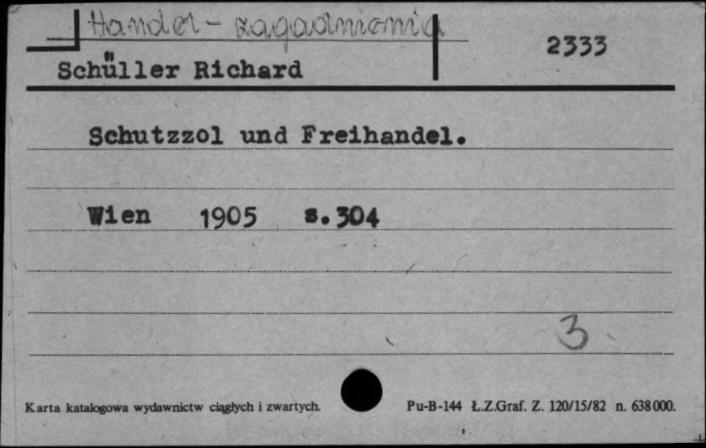 Handel - zagadnienia
2333
Schüller Richard
Schutzzol und Freihandel.
Wien 1905 s.304
3
Karta katalogowa wydawnictw ciągłych i zwartych. Pu-B-144 Ł.Z.Graf. Z. 120/15/82 n. 638000.